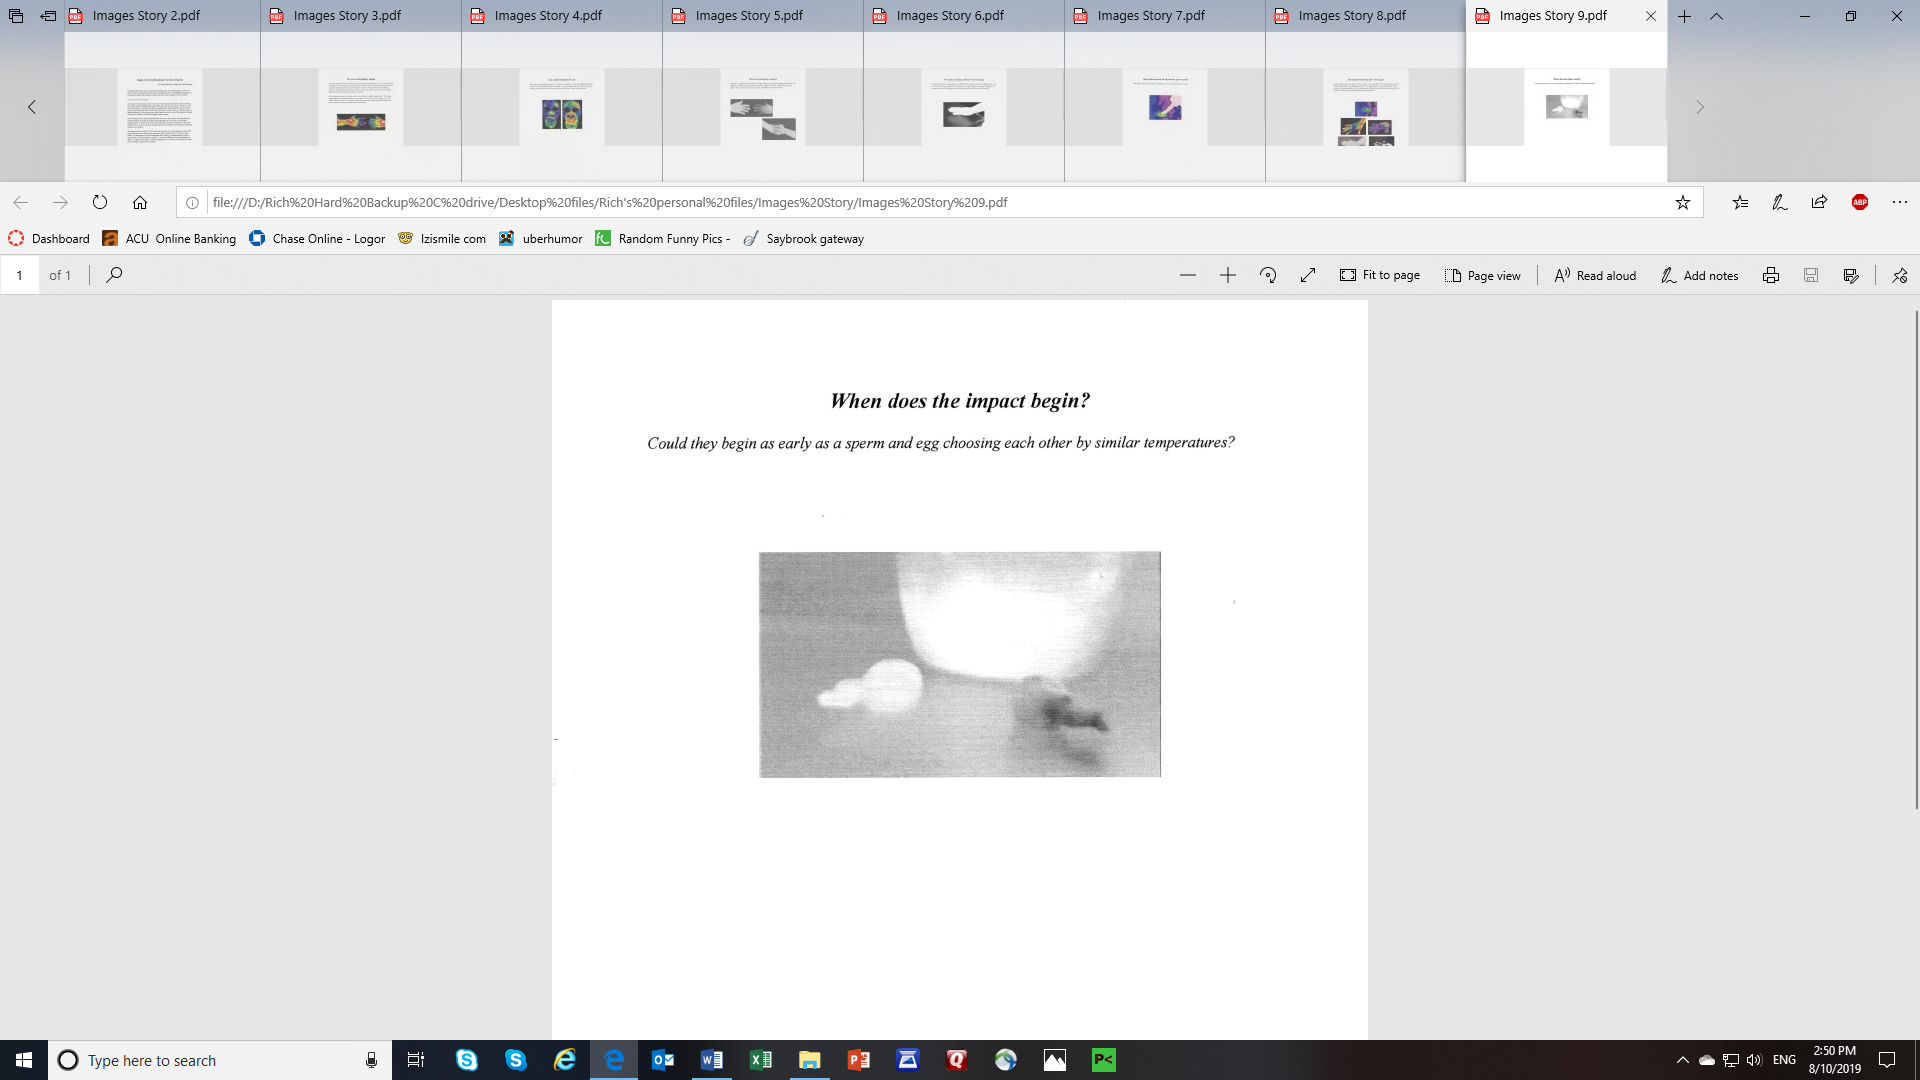 Images Story 2.pdf
Images Story 3.pdf
Images Story 4.pdf
Images Story 5.pdf
Images Story 6.pdf
Images Story 7.pdf
Images Story 8.pdf
Images Story 9.pdf
file:///D:/Rich%20Hard%20Backup%20C%20drive/Desktop%20files/Rich's%20personal%20files/Images%20Story/Images%20Story%209.pdf
ABP
Dashboard
ACU Online Banking
Chase Online - Logor
Izismile com
uberhumor
Random Funny Pics -
Saybrook gateway
1 of 1
Fit to page
Page view
Read aloud
Add notes
When does the impact begin?
Could they begin as early as a sperm and egg choosing each other by similar temperatures?
Type here to search
ENG
2:50 PM
8/10/2019